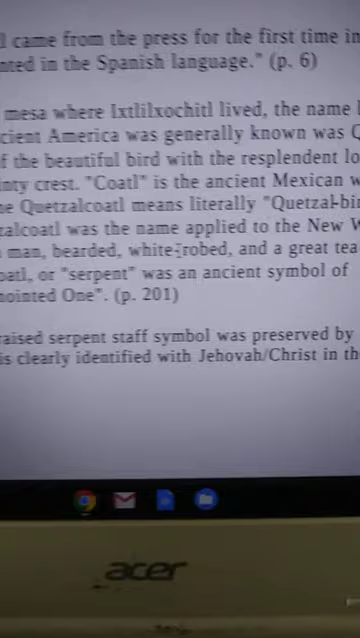 came from the press for the first time in
nted in the Spanish language." (p. 6)
mesa where Ixtlilxochitl lived, the name
cient America was generally known was Q
f the beautiful bird with the resplendent lo
inty crest. "Coatl" is the ancient Mexican w
ne Quetzalcoatl means literally "Quetzal-bir
zalcoatl was the name applied to the New W
man, bearded, white-robed, and a great tea
oatl, or "serpent" was an ancient symbol of
nointed One". (p. 201)
raised serpent staff symbol was preserved by
is clearly identified with Jehovah/Christ in th
acer